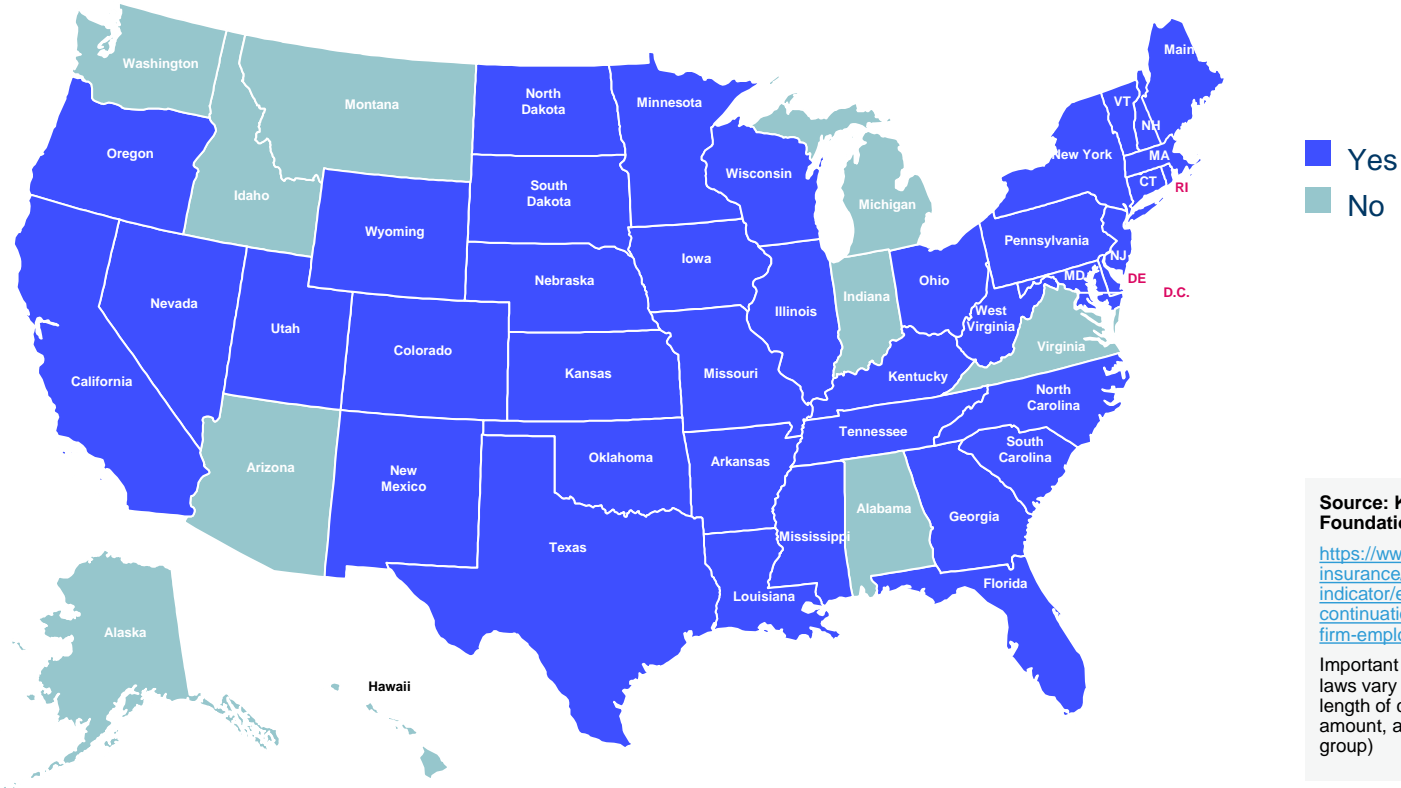 Washington
Montana
Idaho
Oregon
Wyoming
North
Dakota
South
Dakota
Minnesota
Wisconsin
Michigan
Nebraska
Iowa
Nevada
Utah
Colorado
California
Kansas
Missouri
Illinois
Indiana
Ohio
Pennsylvania
New York
VT
NH
Main
MA
CT
RI
NJ
DE
MD
D.C.
West
Virginia
Virginia
Kentucky
North
Carolina
Tennessee
South
Carolina
Arizona
New
Mexico
Oklahoma
Arkansas
Texas
Louisiana
Mississippi
Alabama
Georgia
Florida
Alaska
Hawaii
Yes
No
Source: K
Foundatio
https://ww
insurance/
indicator/e
continuatio
firm-emplo
Important
laws vary
length of c
amount, a
group)